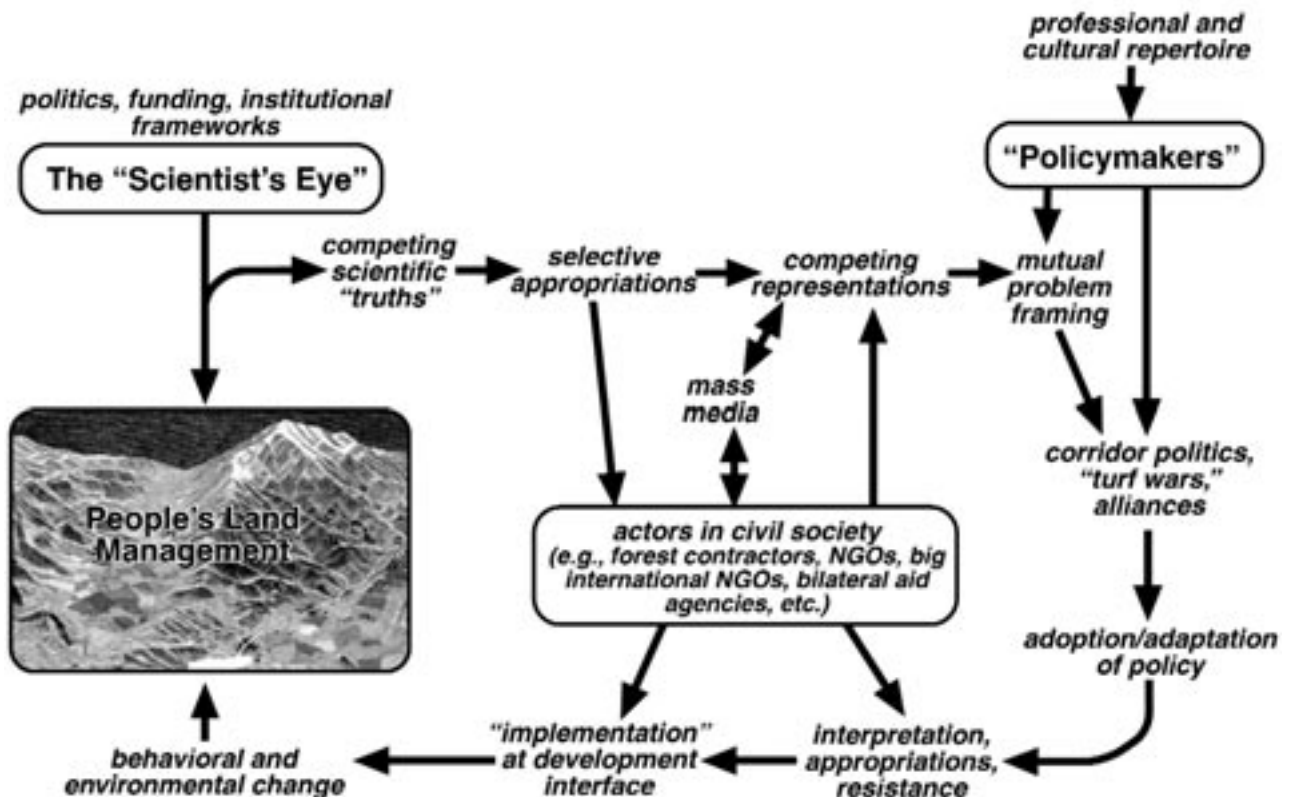 professional and
cultural repertoire
politics, funding, institutional
frameworks
The “Scientist’s Eye”
“Policymakers”
competing
scientific
“truths”
selective
appropriations
competing
representations
mutual
problem
framing
mass
media
People’s Land
Management
corridor politics,
“turf wars,”
alliances
actors in civil society
(e.g., forest contractors, NGOs, big
international NGOs, bilateral aid
agencies, etc.)
adoption/adaptation
of policy
behavioral and
environmental change
“implementation”
at development
interface
interpretation,
appropriations,
resistance